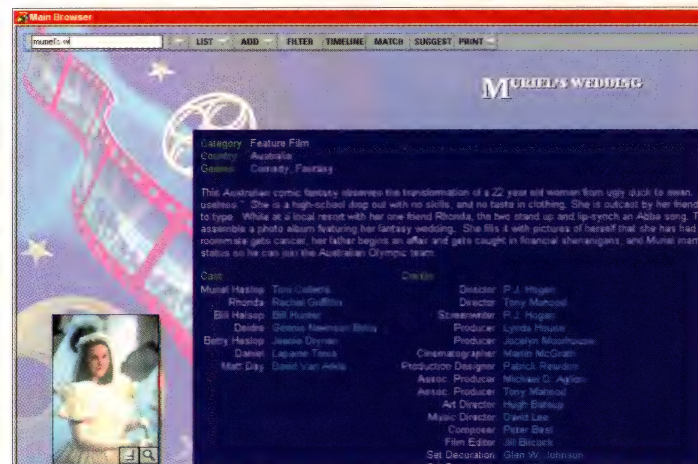 Main Browser
muriel's w
LIST ADD FILTER TIMELINE MATCH SUGGEST PRINT
MURIEL'S WEDDING
Category Feature Film
Country Australia
Genres Comedy, Fantasy
This Australian comic fantasy observes the transformation of a 22 year old woman from ugly duck to swan.
useless." She is a high-school drop out with no skills, and no taste in clothing. She is outcast by her friend
to type. While at a local resort with her one friend Rhonda, the two stand up and lip-synch an Abba song. T
assemble a photo album featuring her fantasy wedding. She fills it with pictures of herself that she has had
roommate gets cancer, her father begins an affair and gets caught in financial shenanigans, and Muriel marr
status so he can join the Australian Olympic team.
Cast Credits
Muriel Heslop Toni Collette Director P.J. Hogan
Rhonda Rachel Griffiths Director Tony Mahood
Bill Hunter Screenwriter P.J. Hogan
Deidre Gennie Producer Lynda House
Betty Heslop Jeanie Drynan Producer Jocelyn Moorhouse
Daniel Cinematographer Martin McGrath
Matt Day David Van Arkle Production Designer Patrick Reardon
Assoc. Producer Michael D. Aglion
Assoc. Producer Tony Mahood
Art Director Hugh Bateup
Music Director David Lee
Composer Peter Best
Film Editor Jill Bilcock
Set Decoration Glen W. Johnson